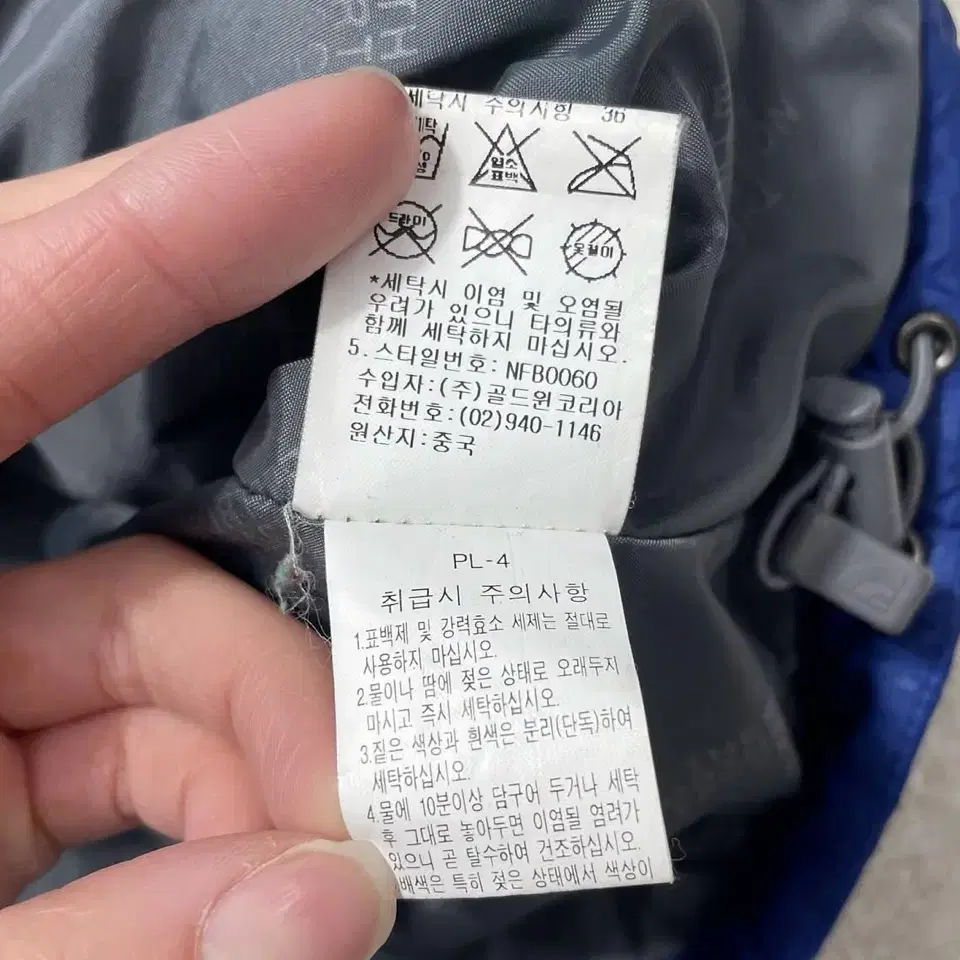 세탁시 주의사항 36
염소
표백
드라이
옷걸이
*세탁시 이염 및 오염될
우려가 있으니 타의류와
함께 세탁하지 마십시오.
5.스타일번호: NFB0060
수입자:(주)골드윈코리아
전화번호:(02)940-1146
원산지:중국
PL-4
취급시 주의사항
1.표백제 및 강력효소 세제는 절대로
사용하지 마십시오.
2.물이나 땀에 젖은 상태로 오래두지
마시고 즉시 세탁하십시오.
3.짙은 색상과 흰색은 분리(단독)하여
세탁하십시오.
4.물에 10분이상 담구어 두거나 세탁
후 그대로 놓아두면 이염될 염려가
있으니 곧 탈수하여 건조하십시오.
배색은 특히 젖은 상태에서 색상이